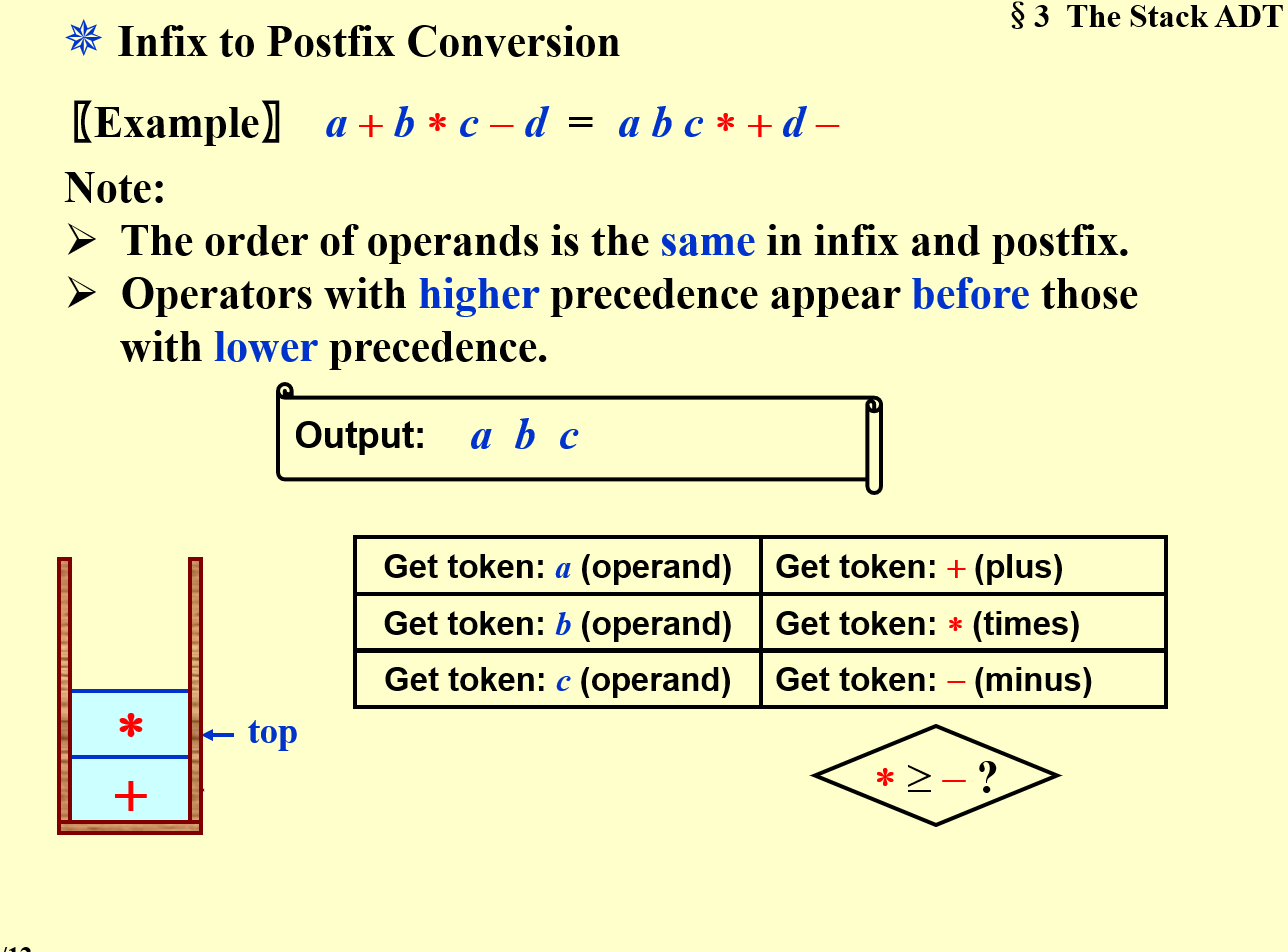 § 3 The Stack ADT
Infix to Postfix Conversion
〖Example〗 a + b * c – d = a b c * + d –
Note:
➢ The order of operands is the same in infix and postfix.
➢ Operators with higher precedence appear before those
with lower precedence.
Output: a b c
Get token: a (operand) Get token: + (plus)
Get token: b (operand) Get token: * (times)
Get token: c (operand) Get token: – (minus)
*
top
+
* ≥ – ?